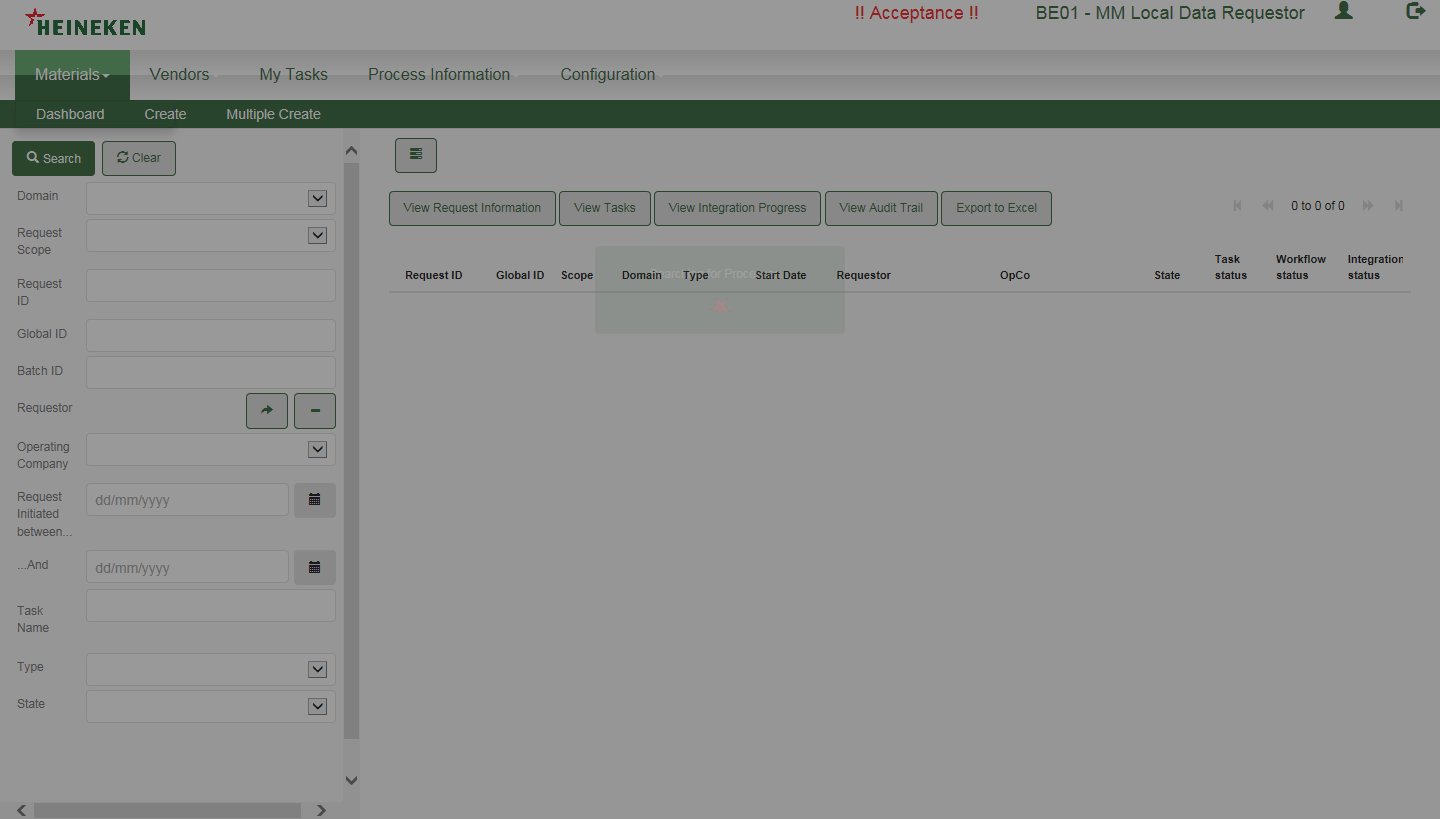 HEINEKEN
!! Acceptance !!
BE01 - MM Local Data Requestor
Materials
Vendors
My Tasks
Process Information
Configuration
Dashboard
Create
Multiple Create
Search
Clear
Domain
Request
Scope
Request
ID
Global ID
Batch ID
Requestor
Operating
Company
Request
Initiated
between...
dd/mm/yyyy
...And
dd/mm/yyyy
Task
Name
Type
State
View Request Information
View Tasks
View Integration Progress
View Audit Trail
Export to Excel
0 to 0 of 0
Request ID
Global ID
Scope
Domain
Type
Start Date
Requestor
OpCo
State
Task
status
Workflow
status
Integration
status
for